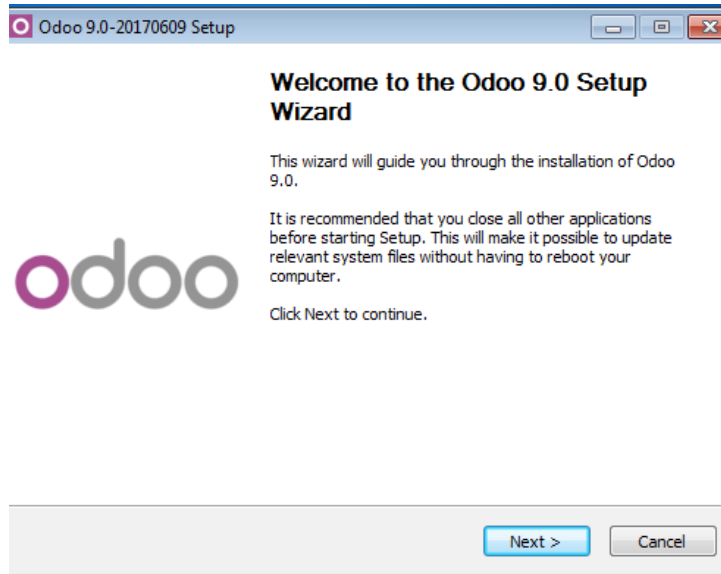 Odoo 9.0-20170609 Setup
Welcome to the Odoo 9.0 Setup
Wizard
This wizard will guide you through the installation of Odoo
9.0.
It is recommended that you close all other applications
before starting Setup. This will make it possible to update
relevant system files without having to reboot your
computer.
odoo
Click Next to continue.
Next >
Cancel